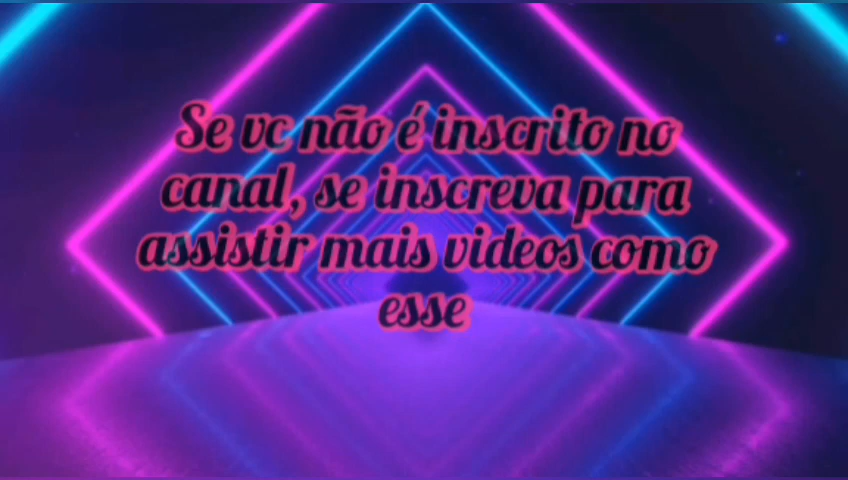 Se vc não é inscrito no
canal, se inscreva para
assistir mais videos como
esse